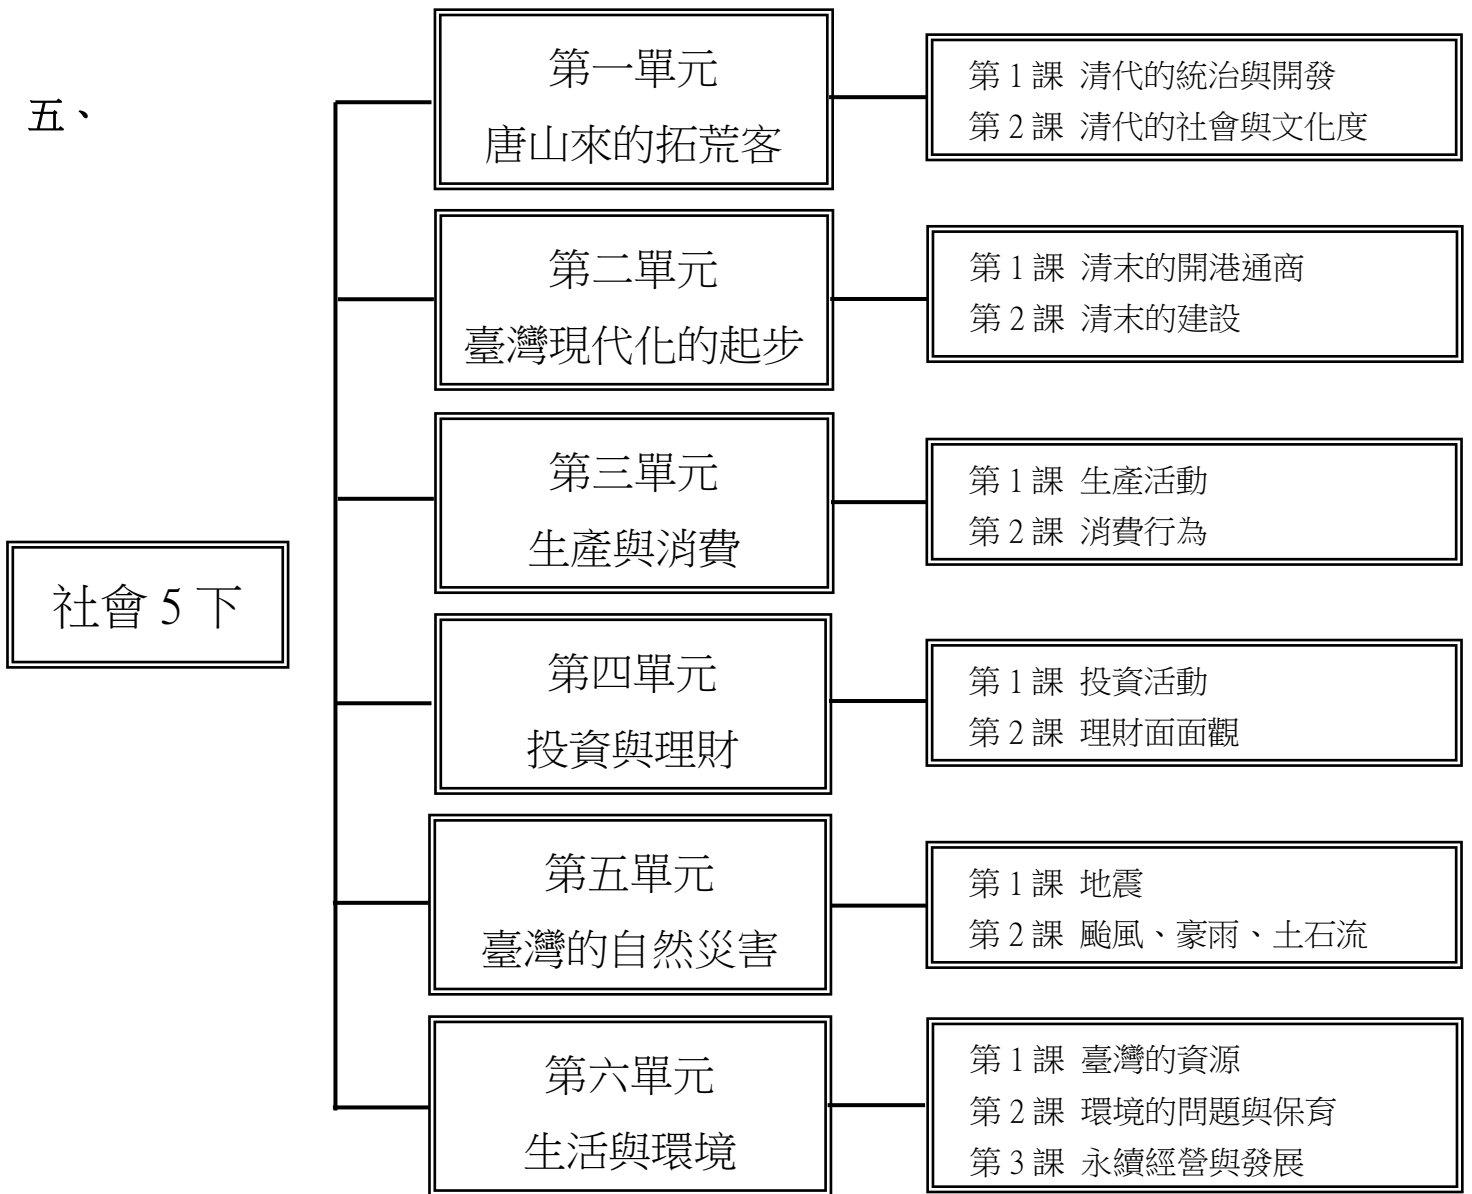 五、
社會 5 下
第一單元
唐山來的拓荒客
第 1 課 清代的統治與開發
第 2 課 清代的社會與文化度
第二單元
臺灣現代化的起步
第 1 課 清末的開港通商
第 2 課 清末的建設
第三單元
生產與消費
第 1 課 生產活動
第 2 課 消費行為
第四單元
投資與理財
第 1 課 投資活動
第 2 課 理財面面觀
第五單元
臺灣的自然災害
第 1 課 地震
第 2 課 颱風、豪雨、土石流
第六單元
生活與環境
第 1 課 臺灣的資源
第 2 課 環境的問題與保育
第 3 課 永續經營與發展